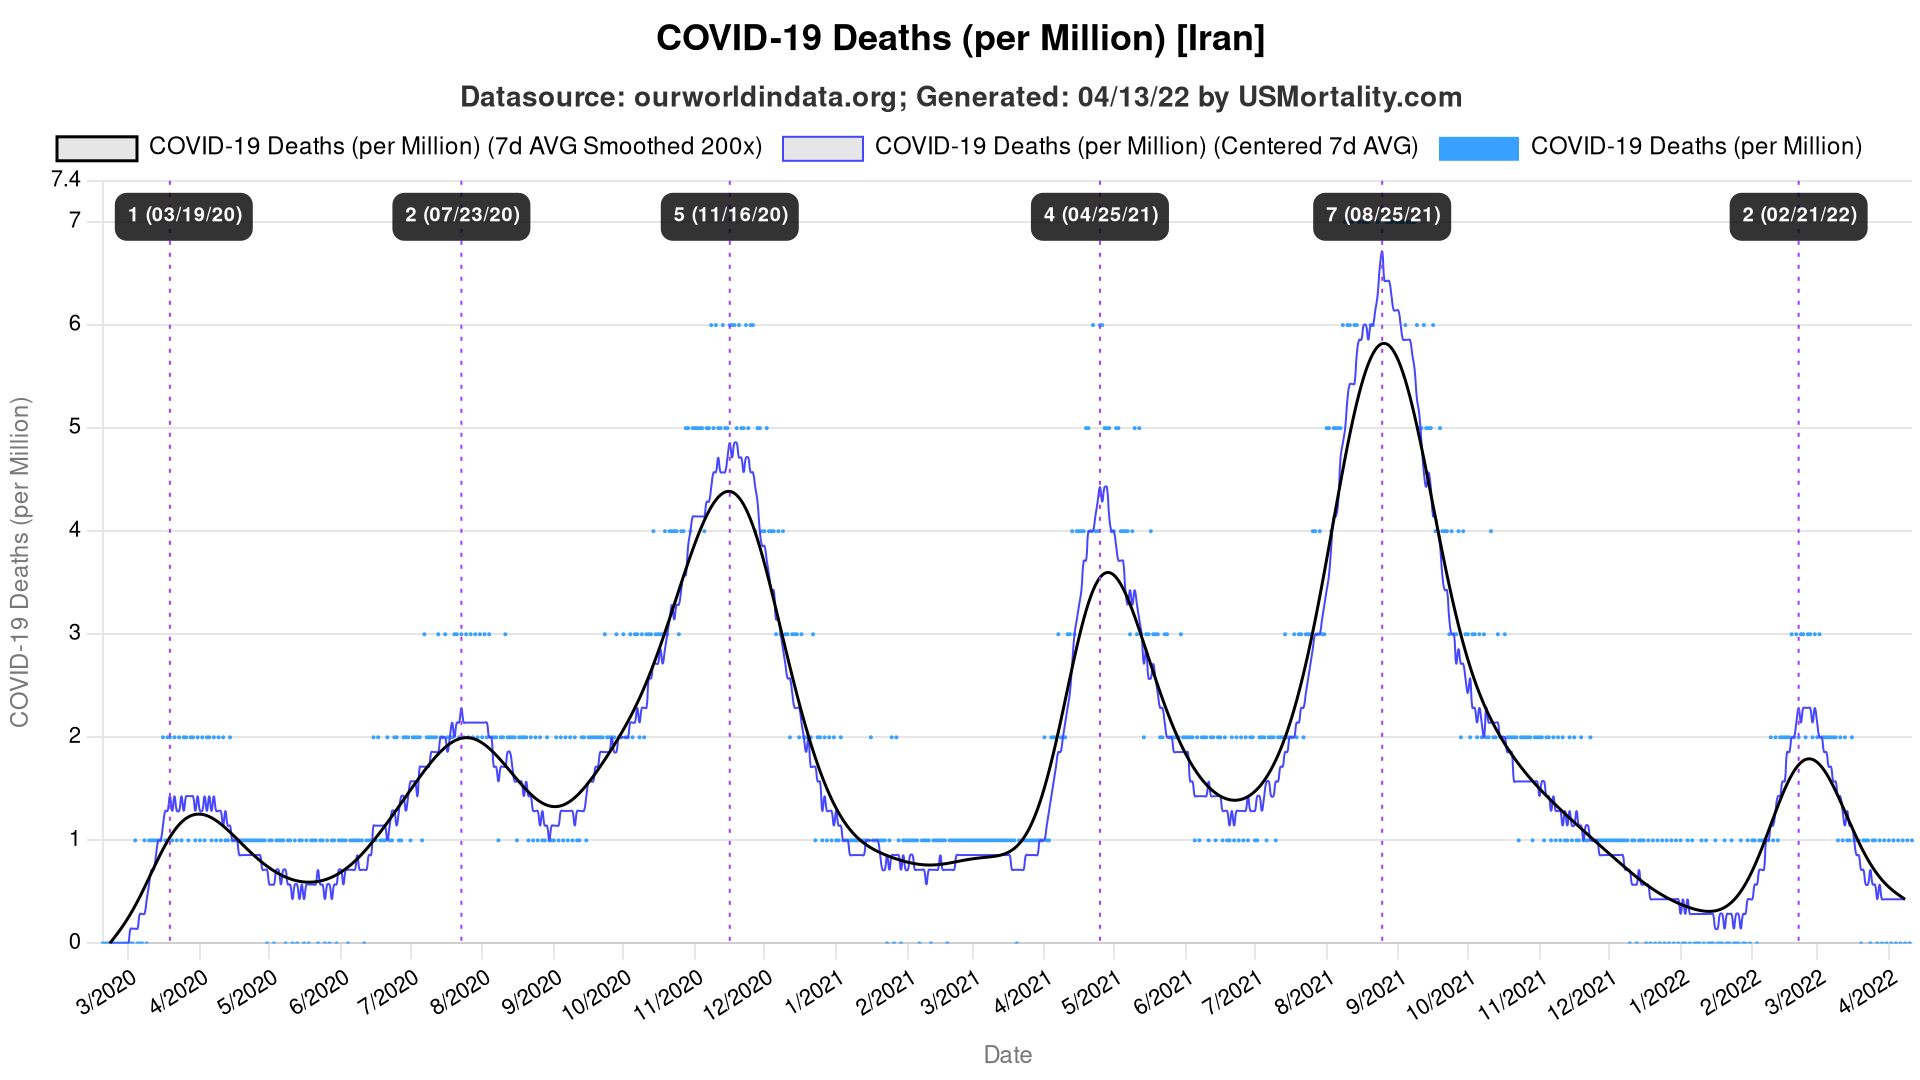 COVID-19 Deaths (per Million) [Iran]
Datasource: ourworldindata.org; Generated: 04/13/22 by USMortality.com
COVID-19 Deaths (per Million) (7d AVG Smoothed 200x) COVID-19 Deaths (per Million) (Centered 7d AVG) COVID-19 Deaths (per Million)
7.4
1 (03/19/20) 2 (07/23/20) 5 (11/16/20) 4 (04/25/21) 7 (08/25/21) 2 (02/21/22)
7
6
5
4
3
2
1
0
COVID-19 Deaths (per Million)
3/2020 4/2020 5/2020 6/2020 7/2020 8/2020 9/2020 10/2020 11/2020 12/2020 1/2021 2/2021 3/2021 4/2021 5/2021 6/2021 7/2021 8/2021 9/2021 10/2021 11/2021 12/2021 1/2022 2/2022 3/2022 4/2022
Date